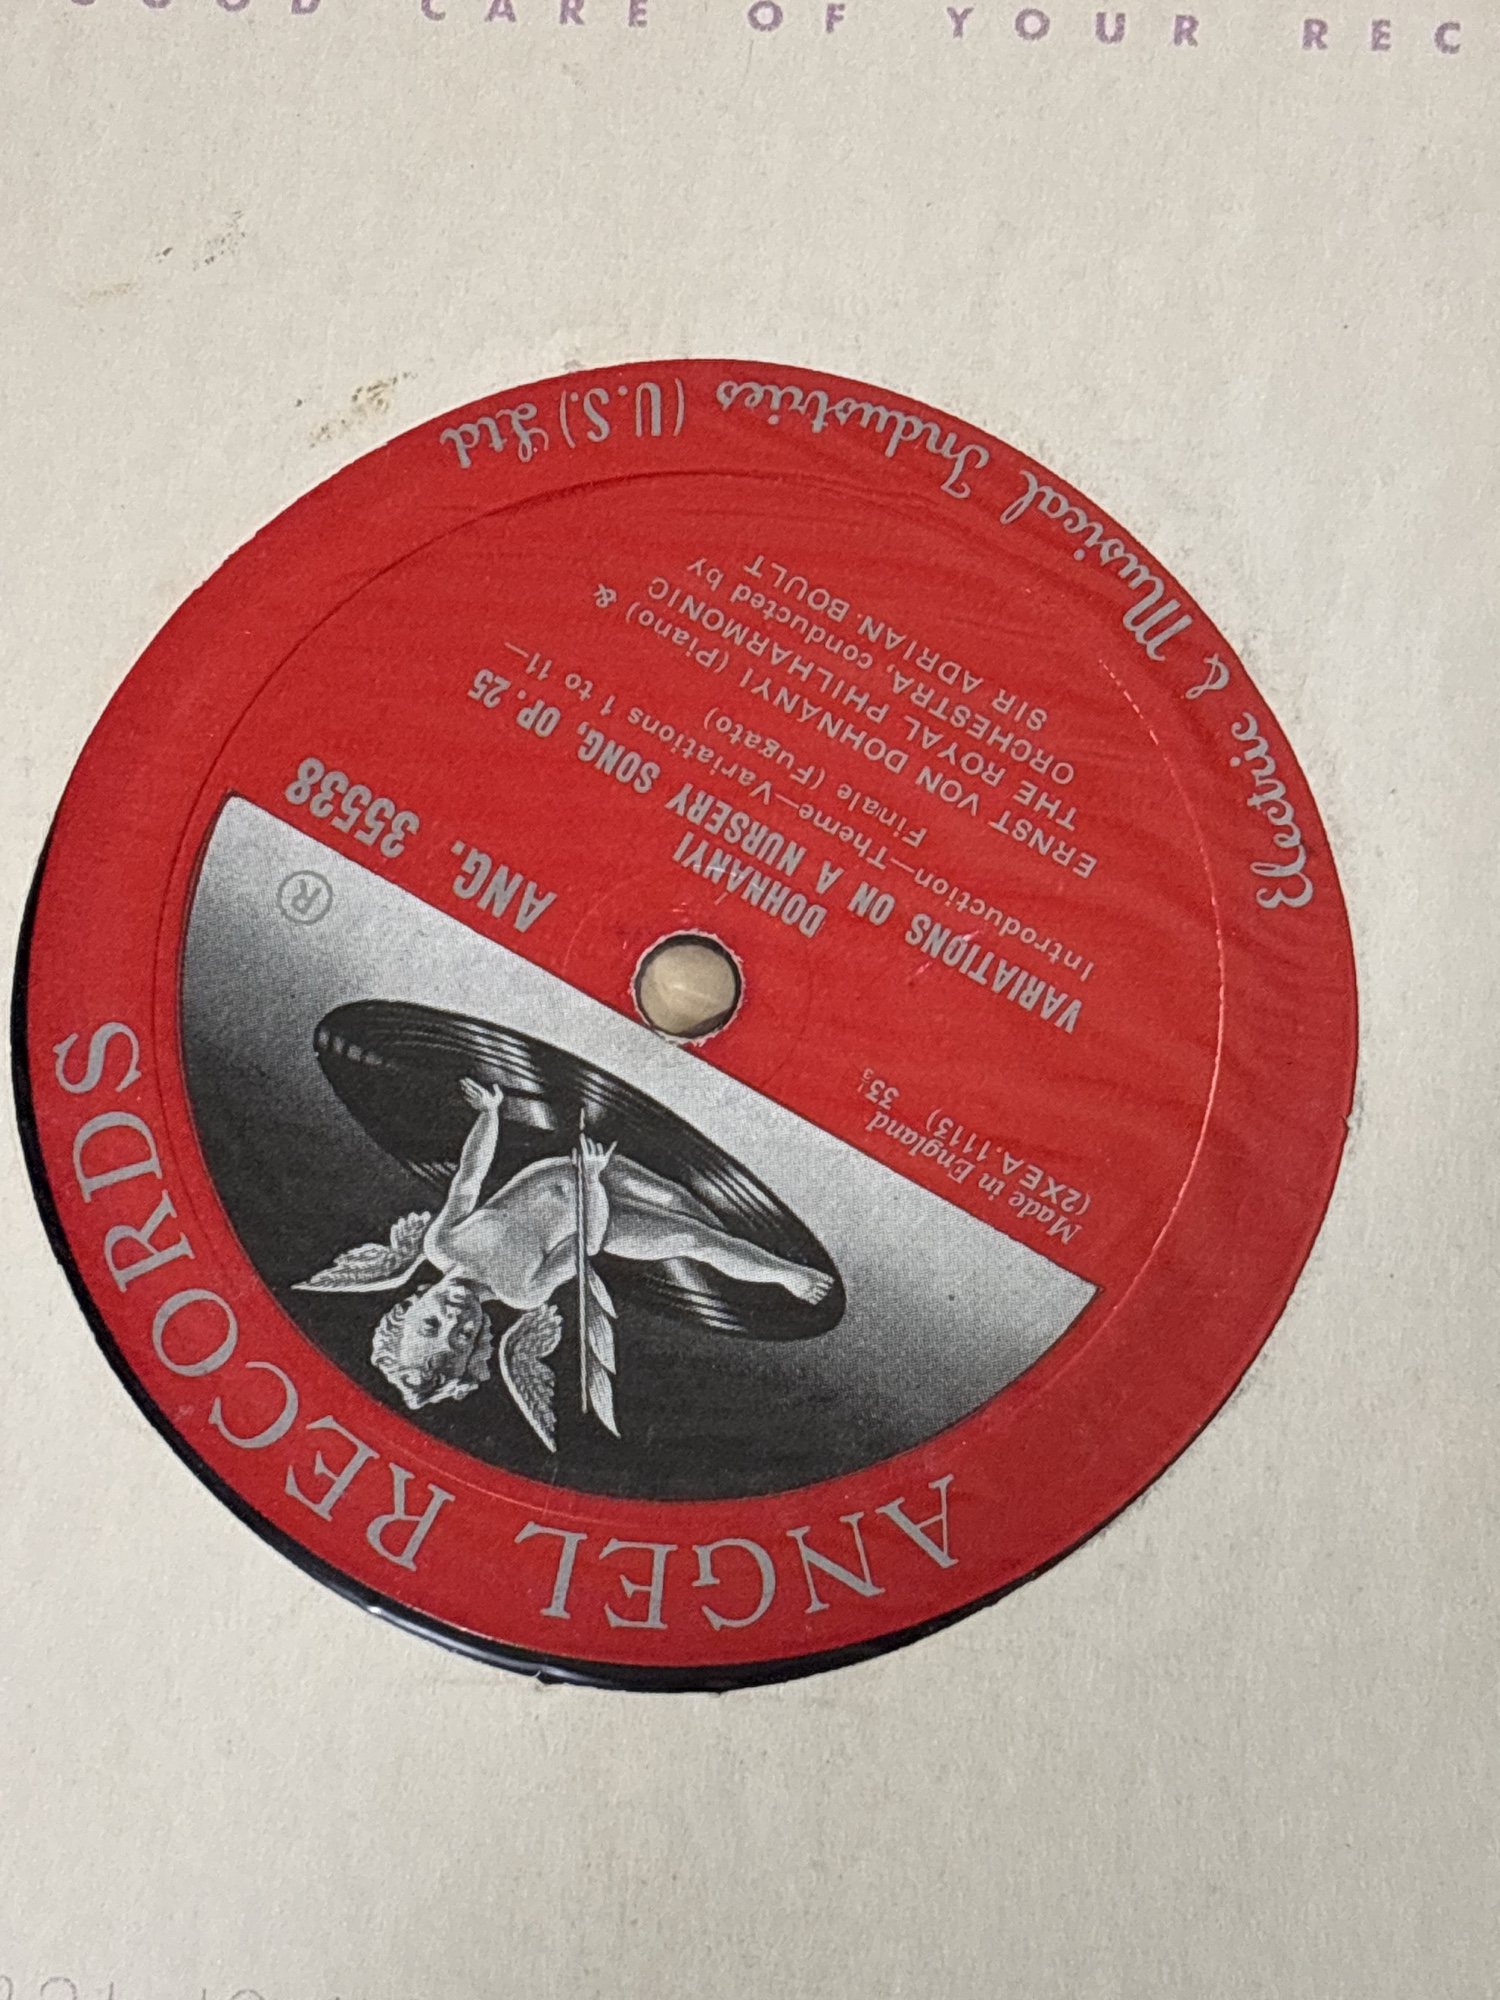 GOOD CARE OF YOUR REC
ANGEL RECORDS
®
ANG. 35538
Made in England
(2XEA.1113) 33⅓
DOHNANYI
VARIATIONS ON A NURSERY SONG, OP. 25
Introduction—Theme—Variations 1 to 11—
Finale (Fugato)
ERNST VON DOHNÁNYI (Piano) &
THE ROYAL PHILHARMONIC
ORCHESTRA, conducted by
SIR ADRIAN BOULT
Electric & Musical Industries (U.S.) Ltd